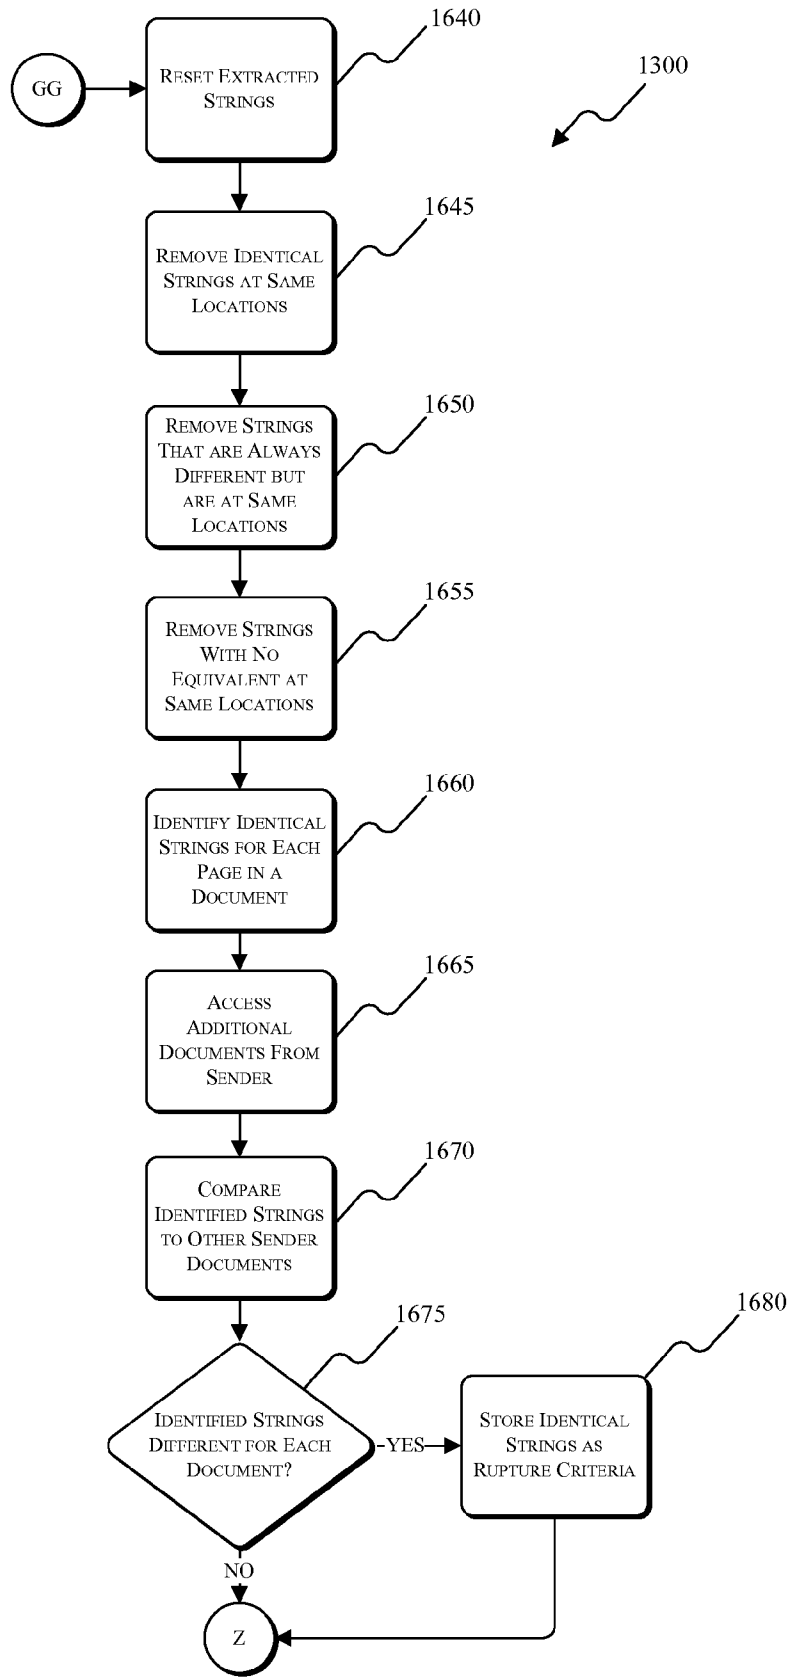 1640
GG
RESET EXTRACTED
STRINGS
1300
1645
REMOVE IDENTICAL
STRINGS AT SAME
LOCATIONS
1650
REMOVE STRINGS
THAT ARE ALWAYS
DIFFERENT BUT
ARE AT SAME
LOCATIONS
1655
REMOVE STRINGS
WITH NO
EQUIVALENT AT
SAME LOCATIONS
1660
IDENTIFY IDENTICAL
STRINGS FOR EACH
PAGE IN A
DOCUMENT
1665
ACCESS
ADDITIONAL
DOCUMENTS FROM
SENDER
1670
COMPARE
IDENTIFIED STRINGS
TO OTHER SENDER
DOCUMENTS
1675
IDENTIFIED STRINGS
DIFFERENT FOR EACH
DOCUMENT?
YES
1680
STORE IDENTICAL
STRINGS AS
RUPTURE CRITERIA
NO
Z